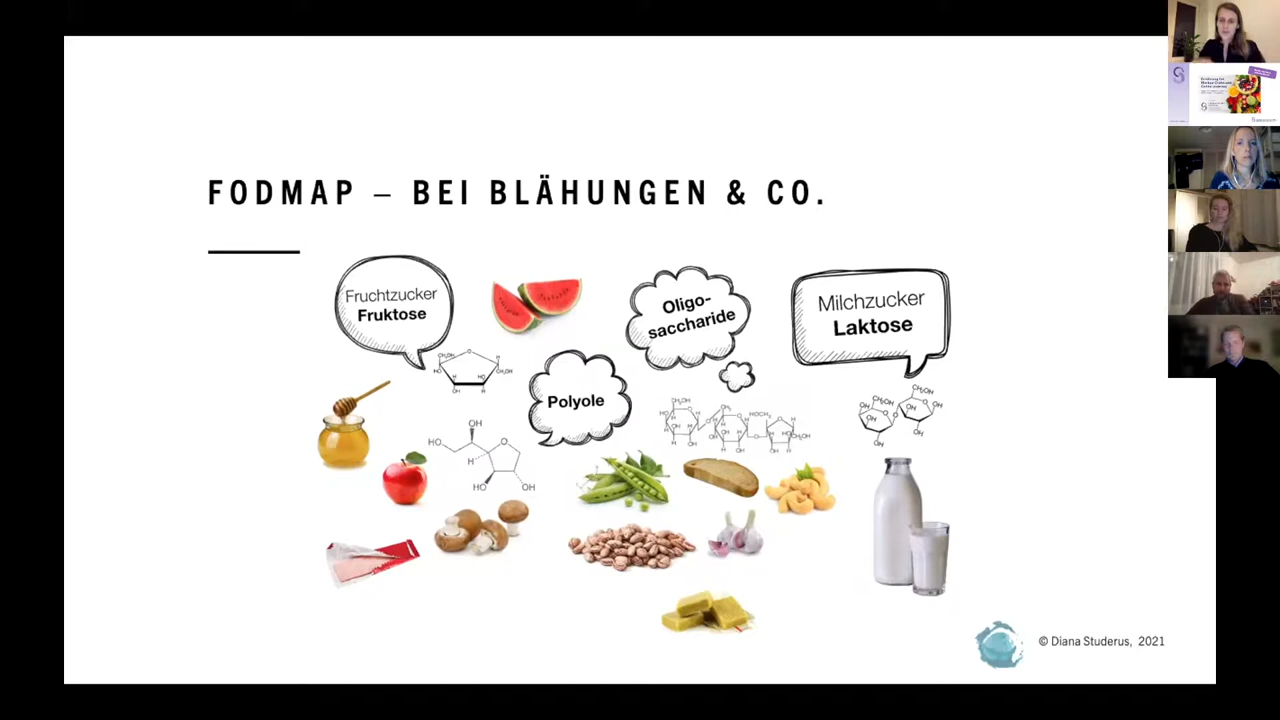 FODMAP – BEI BLÄHUNGEN & CO.
Fruchtzucker
Fruktose
Oligo-
saccharide
Milchzucker
Laktose
Polyole
© Diana Studerus, 2021